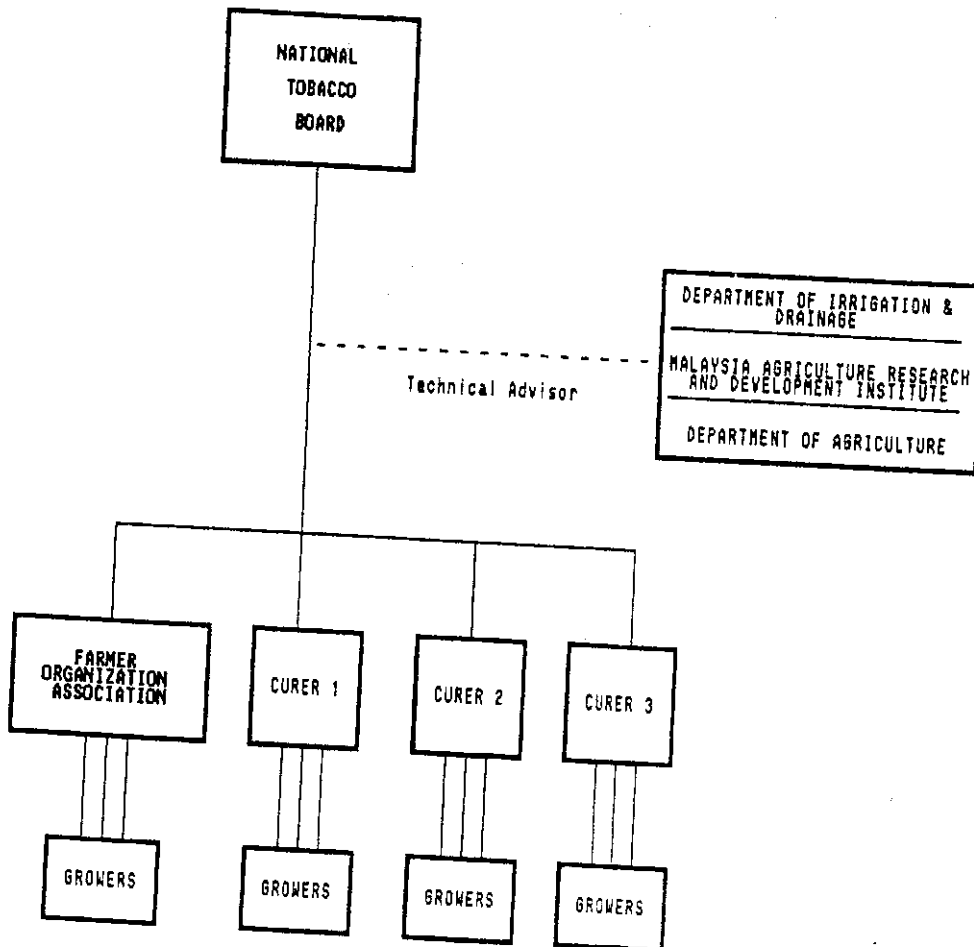 NATIONAL
TOBACCO
BOARD
DEPARTMENT OF IRRIGATION &
DRAINAGE
MALAYSIA AGRICULTURE RESEARCH
AND DEVELOPMENT INSTITUTE
DEPARTMENT OF AGRICULTURE
Technical Advisor
FARMER
ORGANIZATION
ASSOCIATION
CURER 1
CURER 2
CURER 3
GROWERS
GROWERS
GROWERS
GROWERS